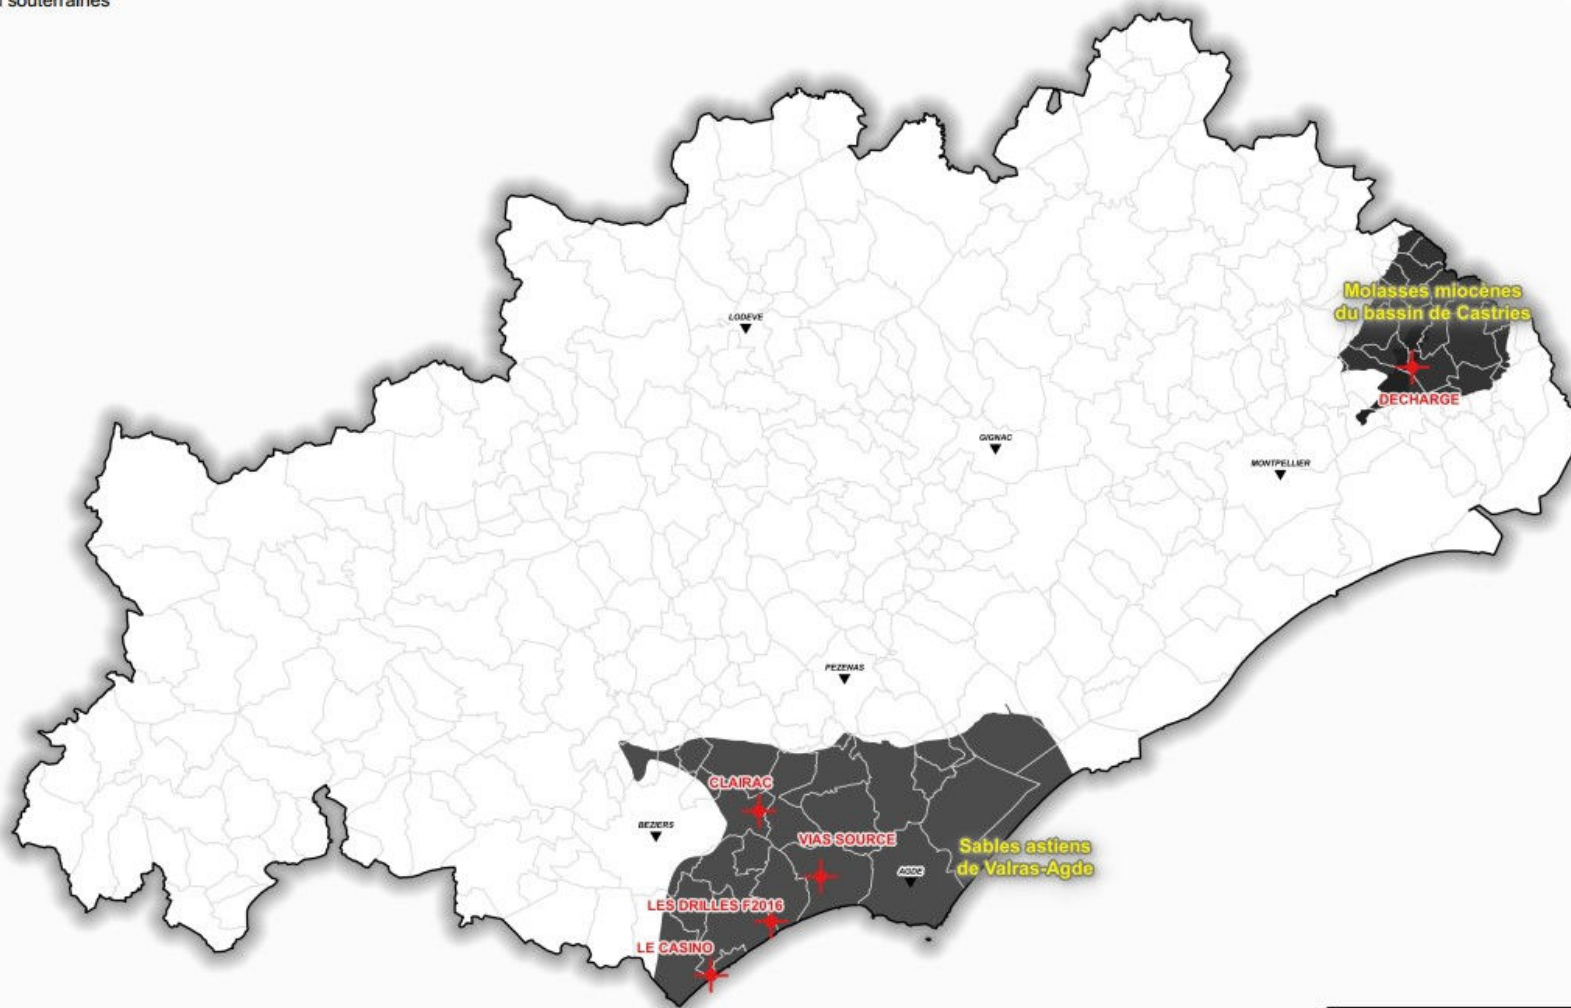 souterraines
Molasses miocènes
du bassin de Castries
LODEVE
DECHARGE
GIGNAC
MONTPELLIER
PEZENAS
CLAIRAC
BEZIERS
VIAS SOURCE
Sables astiens
de Valras-Agde
AGDE
LES DRILLES F2016
LE CASINO